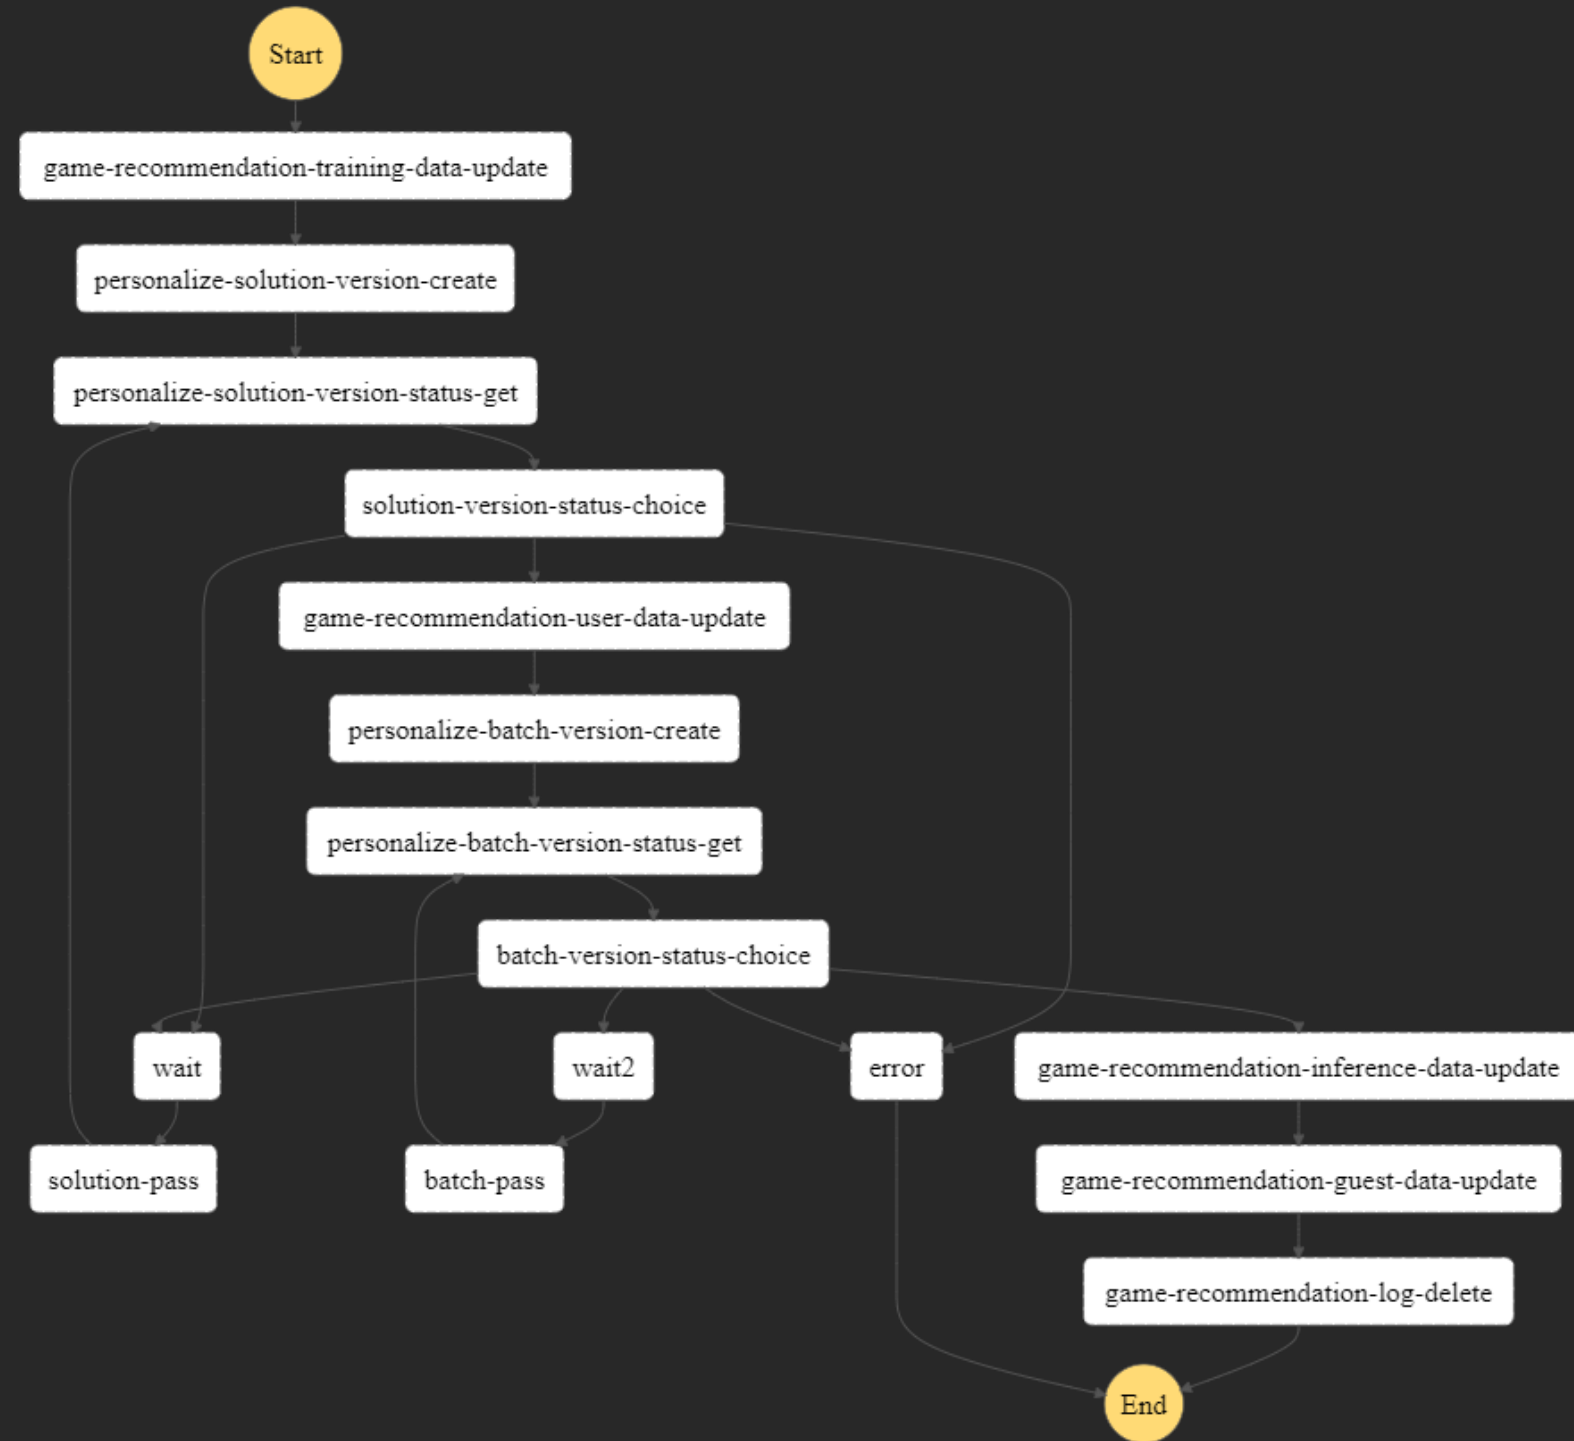 Start
game-recommendation-training-data-update
personalize-solution-version-create
personalize-solution-version-status-get
solution-version-status-choice
game-recommendation-user-data-update
personalize-batch-version-create
personalize-batch-version-status-get
batch-version-status-choice
wait
wait2
error
game-recommendation-inference-data-update
solution-pass
batch-pass
game-recommendation-guest-data-update
game-recommendation-log-delete
End